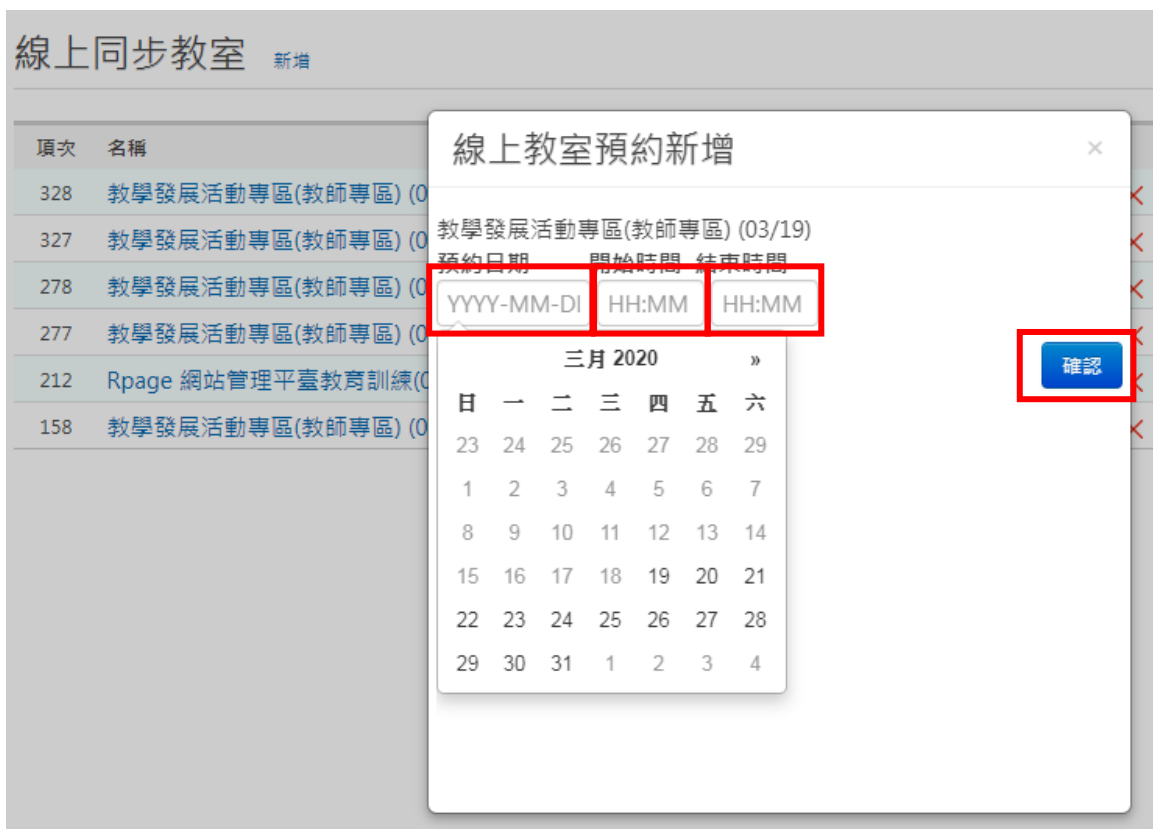 線上同步教室 新增
項次 名稱
328 教學發展活動專區(教師專區) (0
327 教學發展活動專區(教師專區) (0
278 教學發展活動專區(教師專區) (0
277 教學發展活動專區(教師專區) (0
212 Rpage 網站管理平臺教育訓練(0
158 教學發展活動專區(教師專區) (0
線上教室預約新增 ×
教學發展活動專區(教師專區) (03/19)
預約日期 開始時間 結束時間
YYYY-MM-DI HH:MM HH:MM
確認
三月 2020 »
日 一 二 三 四 五 六
23 24 25 26 27 28 29
1 2 3 4 5 6 7
8 9 10 11 12 13 14
15 16 17 18 19 20 21
22 23 24 25 26 27 28
29 30 31 1 2 3 4